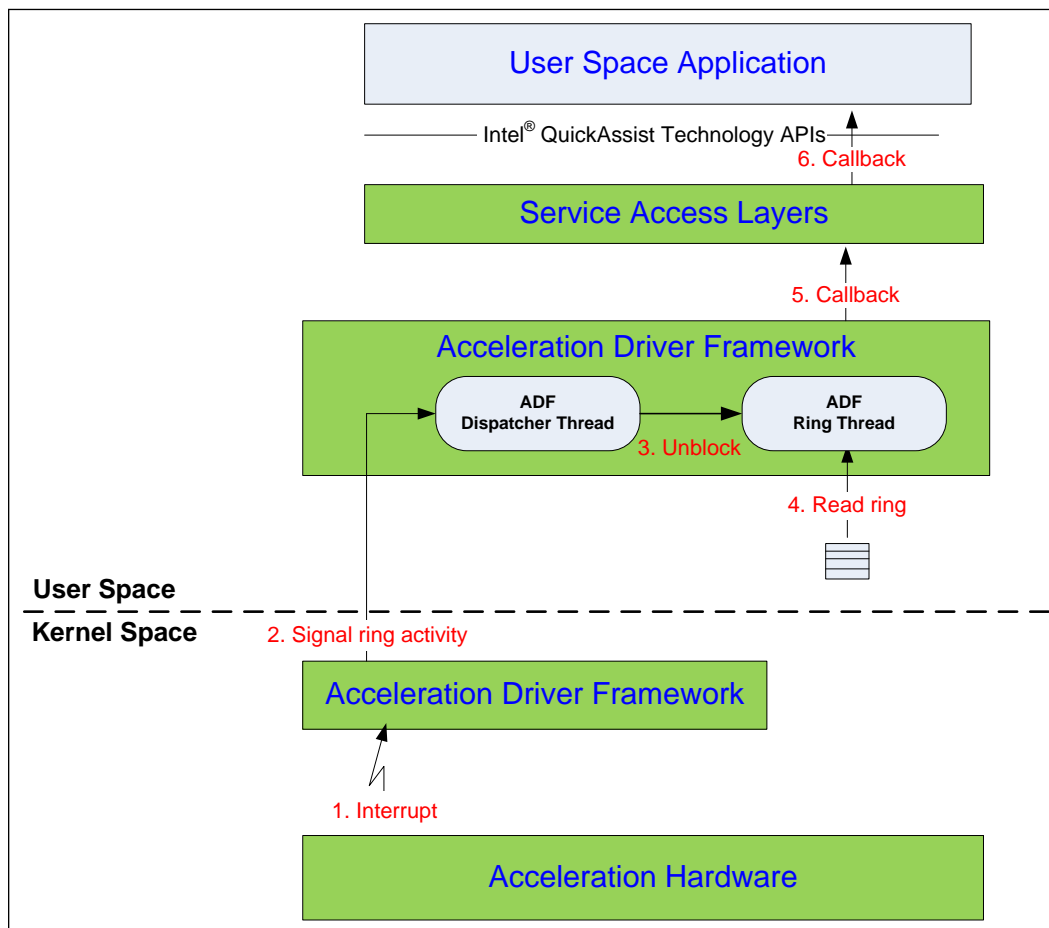 User Space Application
Intel® QuickAssist Technology APIs
6. Callback
Service Access Layers
5. Callback
Acceleration Driver Framework
ADF
Dispatcher Thread
ADF
Ring Thread
3. Unblock
4. Read ring
User Space
Kernel Space
2. Signal ring activity
Acceleration Driver Framework
1. Interrupt
Acceleration Hardware